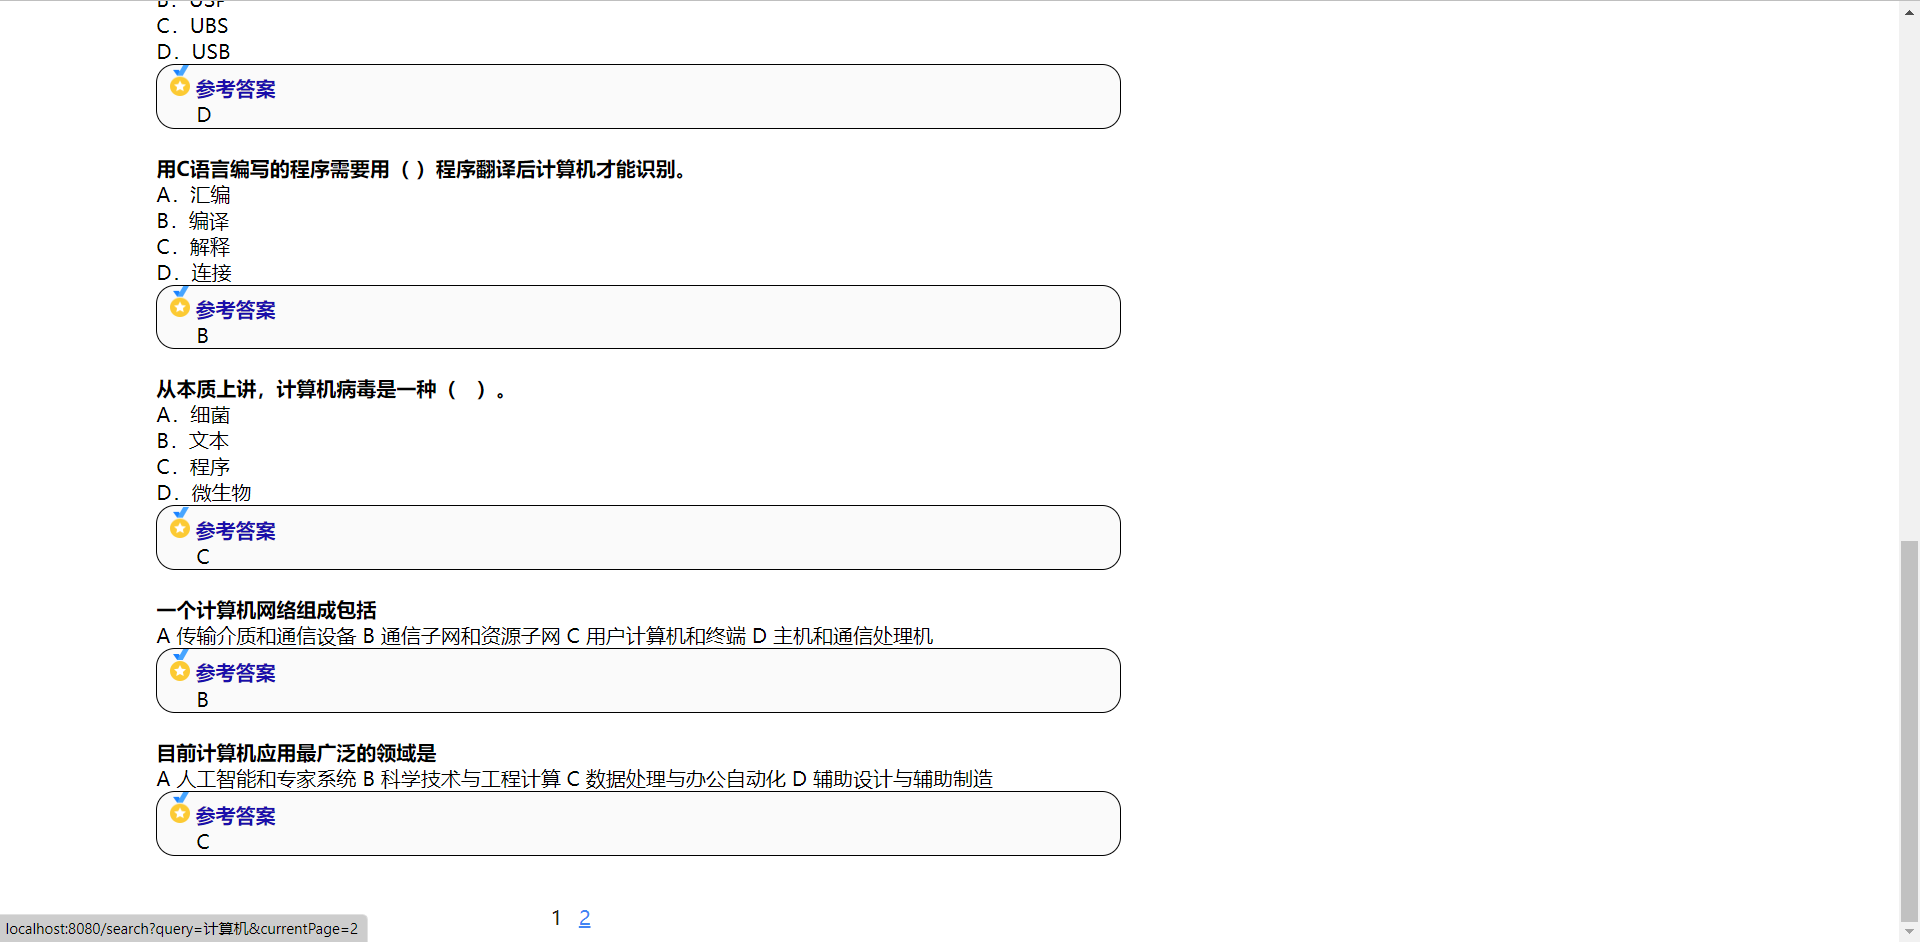 B. USP
C. UBS
D. USB
参考答案
D
用C语言编写的程序需要用（ ）程序翻译后计算机才能识别。
A. 汇编
B. 编译
C. 解释
D. 连接
参考答案
B
从本质上讲，计算机病毒是一种（　）。
A. 细菌
B. 文本
C. 程序
D. 微生物
参考答案
C
一个计算机网络组成包括
A 传输介质和通信设备 B 通信子网和资源子网 C 用户计算机和终端 D 主机和通信处理机
参考答案
B
目前计算机应用最广泛的领域是
A 人工智能和专家系统 B 科学技术与工程计算 C 数据处理与办公自动化 D 辅助设计与辅助制造
参考答案
C
1 2
localhost:8080/search?query=计算机&currentPage=2